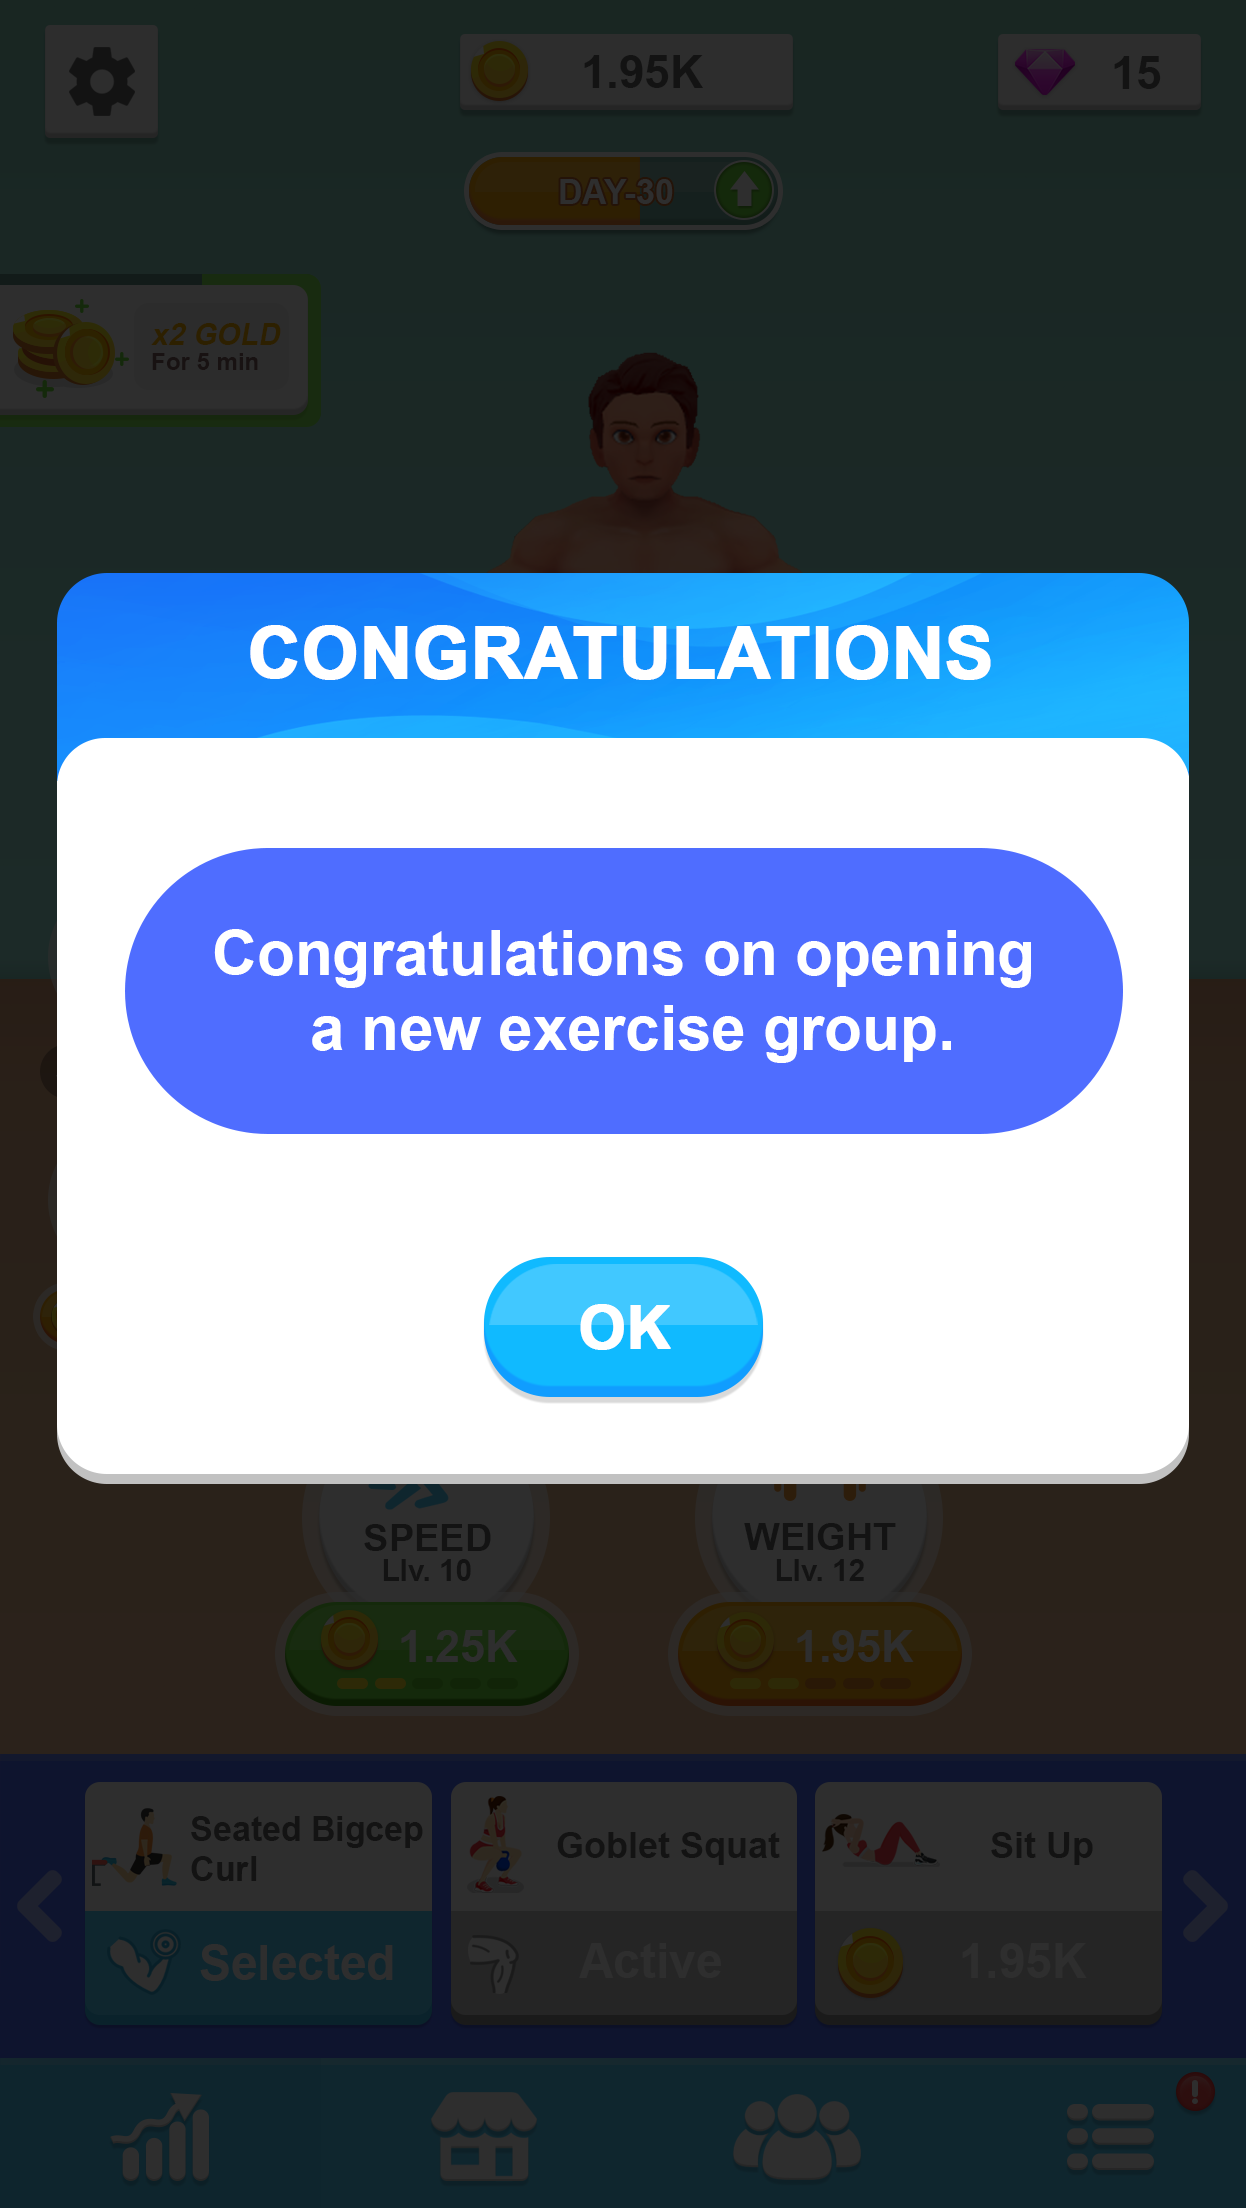 1.95K
15
DAY-30
x2 GOLD
For 5 min
CONGRATULATIONS
Congratulations on opening
a new exercise group.
OK
SPEED
Llv. 10
WEIGHT
Llv. 12
1.25K
1.95K
Seated Bigcep
Curl
Goblet Squat
Sit Up
Selected
Active
1.95K